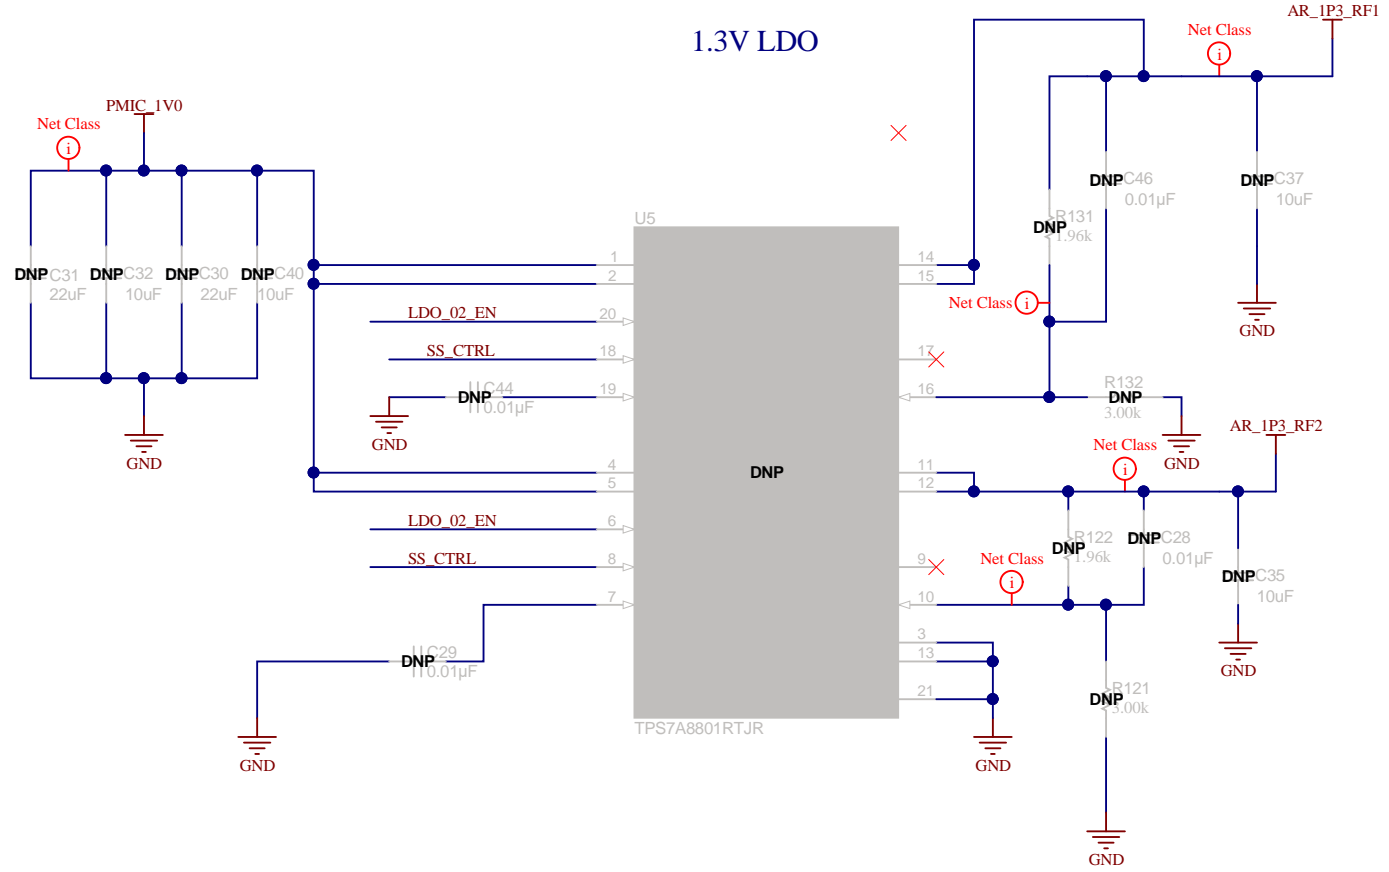 1.3V LDO
AR_1P3_RF1
Net Class
i
PMIC_1V0
Net Class
i
DNP C31
22uF
DNP C32
10uF
DNP C30
22uF
DNP C40
10uF
GND
DNP C46
0.01µF
DNP C37
10uF
R131
DNP
1.96k
GND
Net Class i
U5
1
2
LDO_02_EN
20
SS_CTRL
18
C44
DNP
0.01µF
19
GND
4
5
LDO_02_EN
6
SS_CTRL
8
7
C29
DNP
0.01µF
GND
DNP
14
15
17
16
11
12
9
10
3
13
21
TPS7A8801RTJR
GND
R132
DNP
3.00k
GND
AR_1P3_RF2
Net Class
i
R122
DNP
1.96k
DNP C28
0.01µF
DNP C35
10uF
GND
Net Class
i
R121
DNP
3.00k
GND